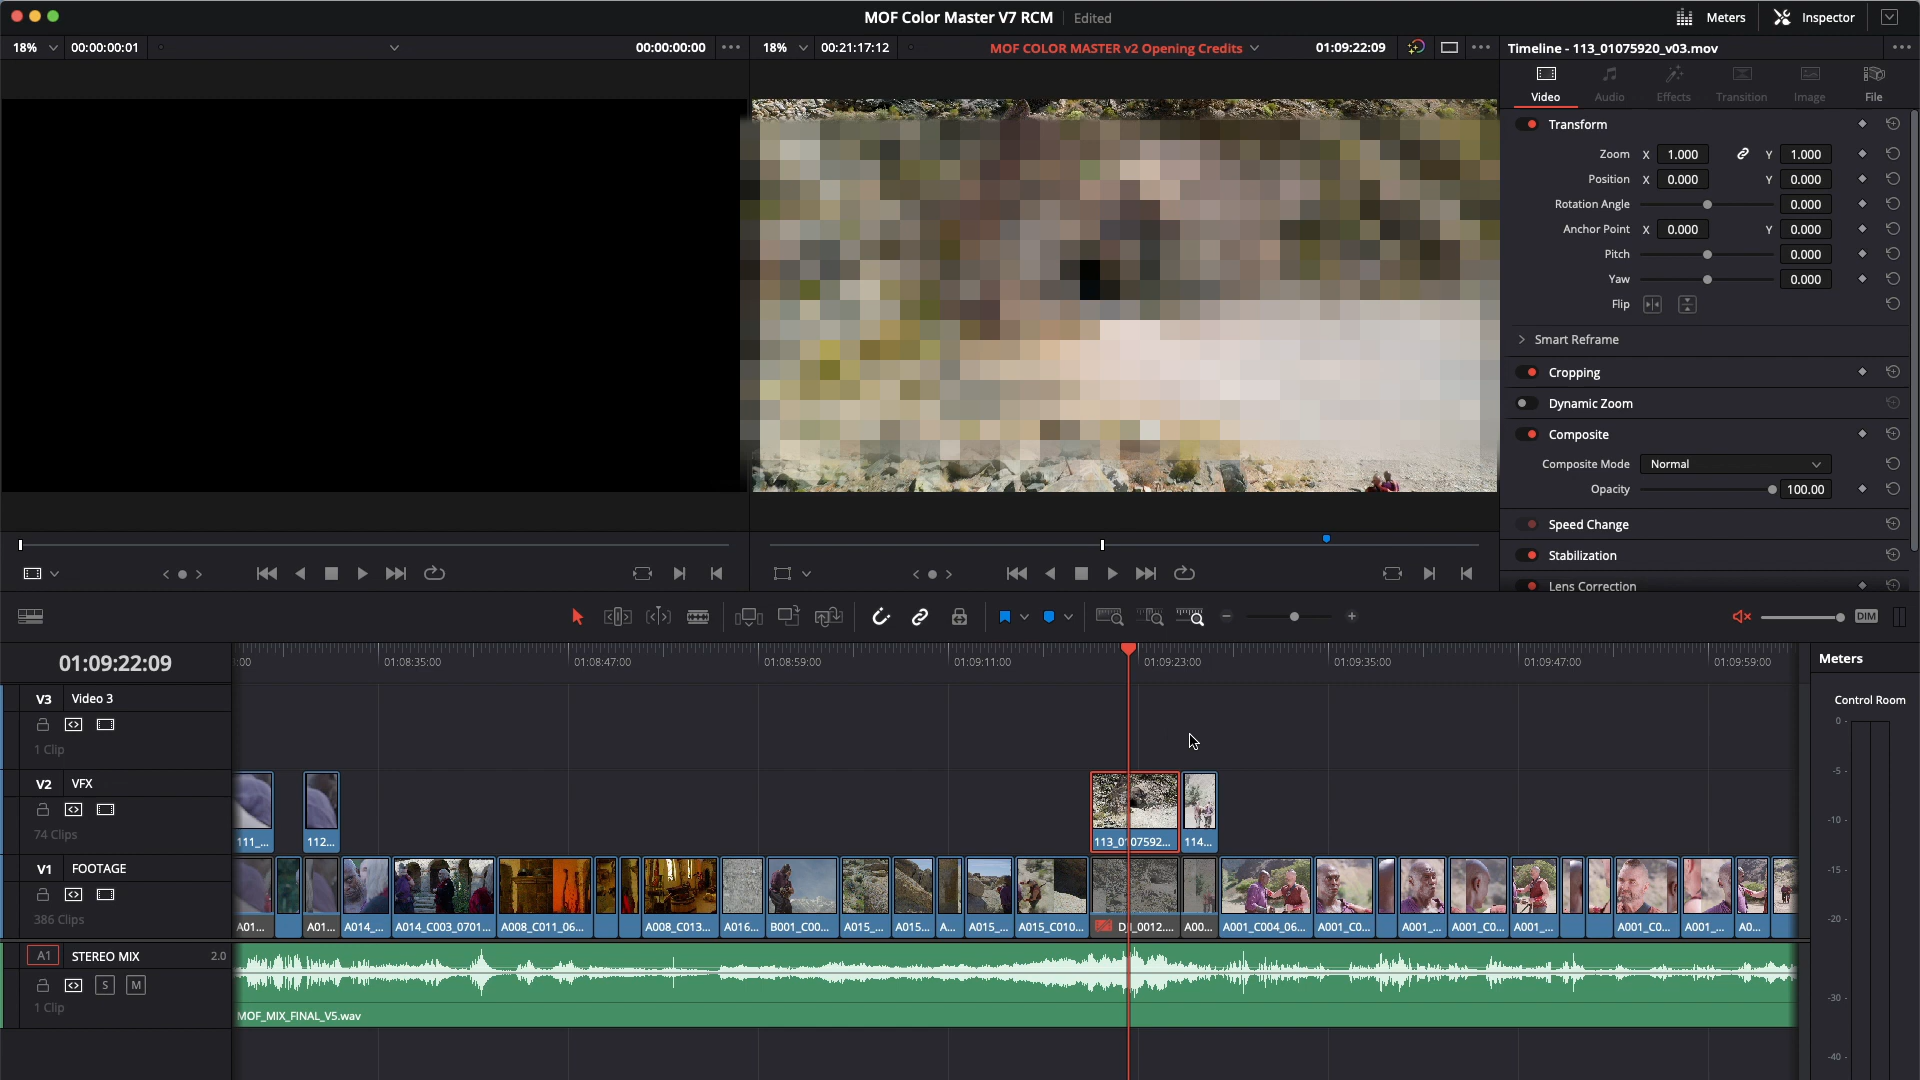 MOF Color Master V7 RCM Edited
Meters Inspector
18% 00:00:00:01 00:00:00:00 18% 00:21:17:12 MOF COLOR MASTER v2 Opening Credits 01:09:22:09 Timeline - 113_01075920_v03.mov
Video Audio Effects Transition Image File
Transform
Zoom X 1.000 Y 1.000
Position X 0.000 Y 0.000
Rotation Angle 0.000
Anchor Point X 0.000 Y 0.000
Pitch 0.000
Yaw 0.000
Flip
Smart Reframe
Cropping
Dynamic Zoom
Composite
Composite Mode Normal
Opacity 100.00
Speed Change
Stabilization
Lens Correction
DIM
01:09:22:09 :00 01:08:35:00 01:08:47:00 01:08:59:00 01:09:11:00 01:09:23:00 01:09:35:00 01:09:47:00 01:09:59:00
Meters
Control Room
V3 Video 3
1 Clip
V2 VFX
74 Clips
111_... 112... 113_0107592... 114...
V1 FOOTAGE
386 Clips
A01... A01... A014_... A014_C003_0701... A008_C011_06... A008_C013... A016... B001_C00... A015_... A015... A... A015_... A015_C010... A00... A001_C004_06... A001_C0... A001_... A001_C0... A001_... A001_C0... A001_... A0...
A1 STEREO MIX 2.0
S M
1 Clip
MOF_MIX_FINAL_V5.wav
0 -
-5 -
-10 -
-15 -
-20 -
-30 -
-40 -